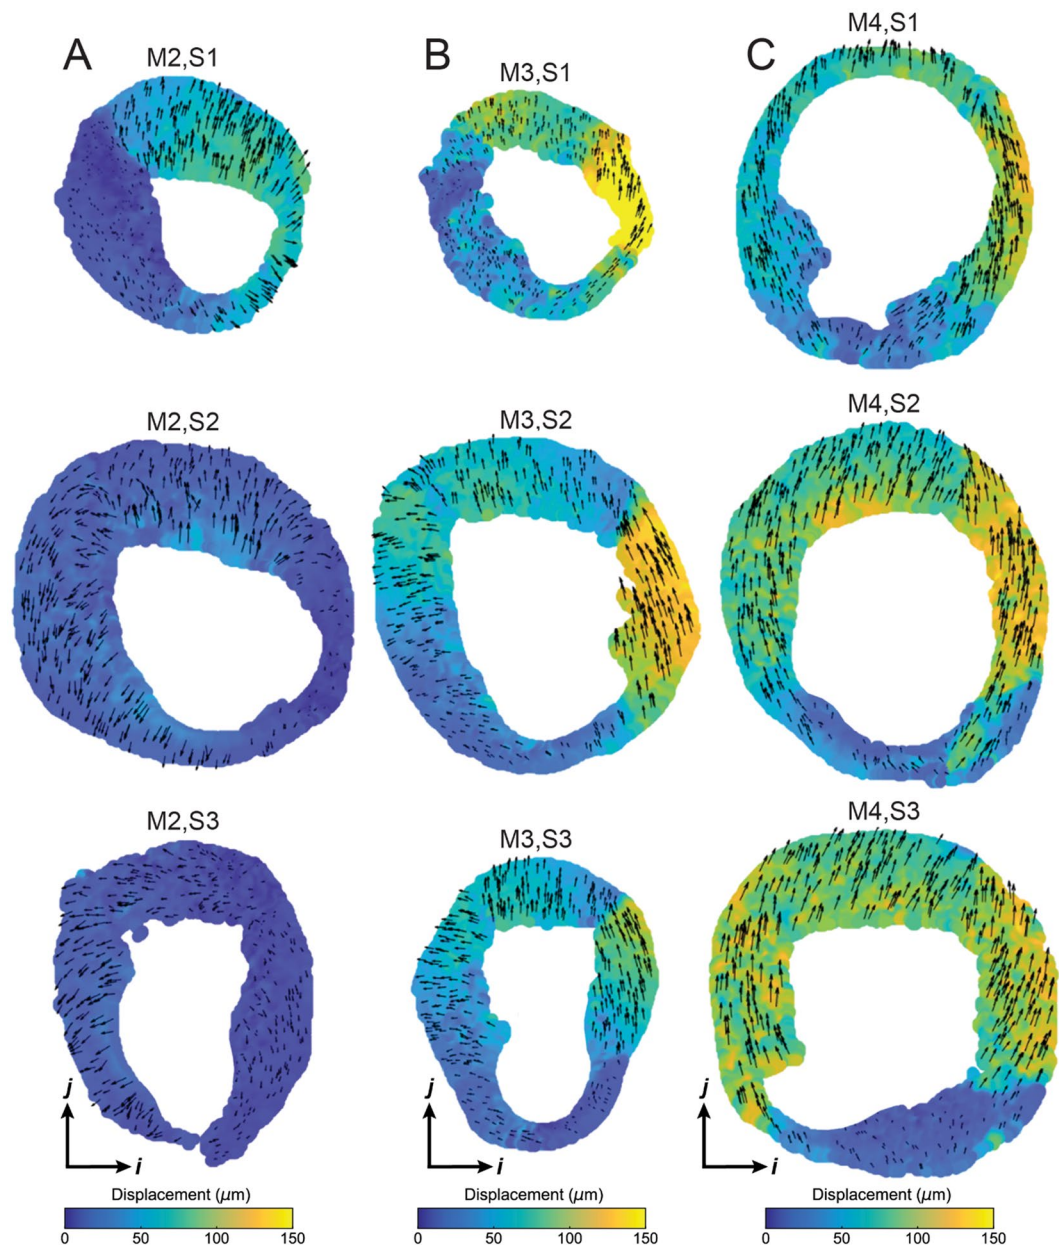 A
B
C
M2,S1
M3,S1
M4,S1
M2,S2
M3,S2
M4,S2
M2,S3
M3,S3
M4,S3
j
i
j
i
j
i
Displacement (μm)
0 50 100 150
Displacement (μm)
0 50 100 150
Displacement (μm)
0 50 100 150